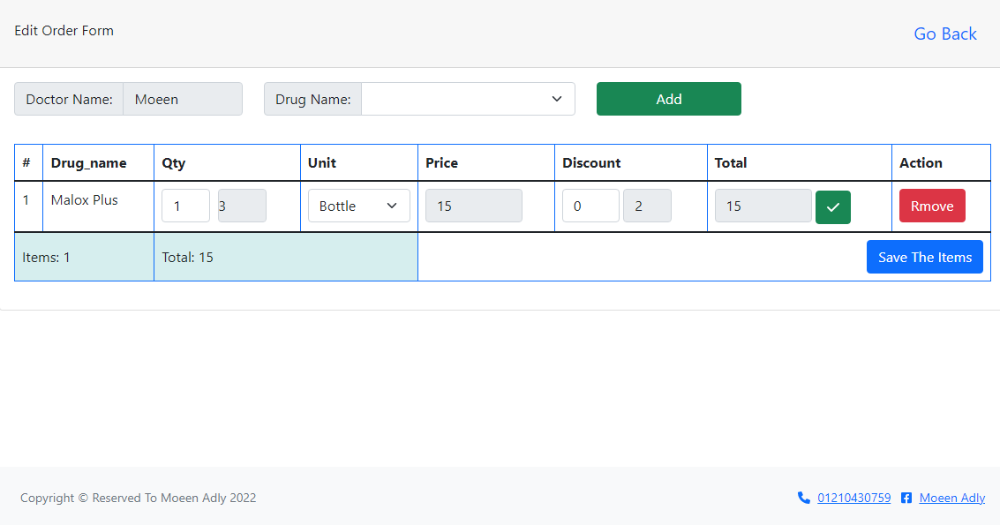 Edit Order Form
Go Back
Doctor Name: Moeen Drug Name: Add
# Drug_name Qty Unit Price Discount Total Action
1 Malox Plus 1 3 Bottle 15 0 2 15 Rmove
Items: 1 Total: 15 Save The Items
Copyright © Reserved To Moeen Adly 2022 01210430759 Moeen Adly